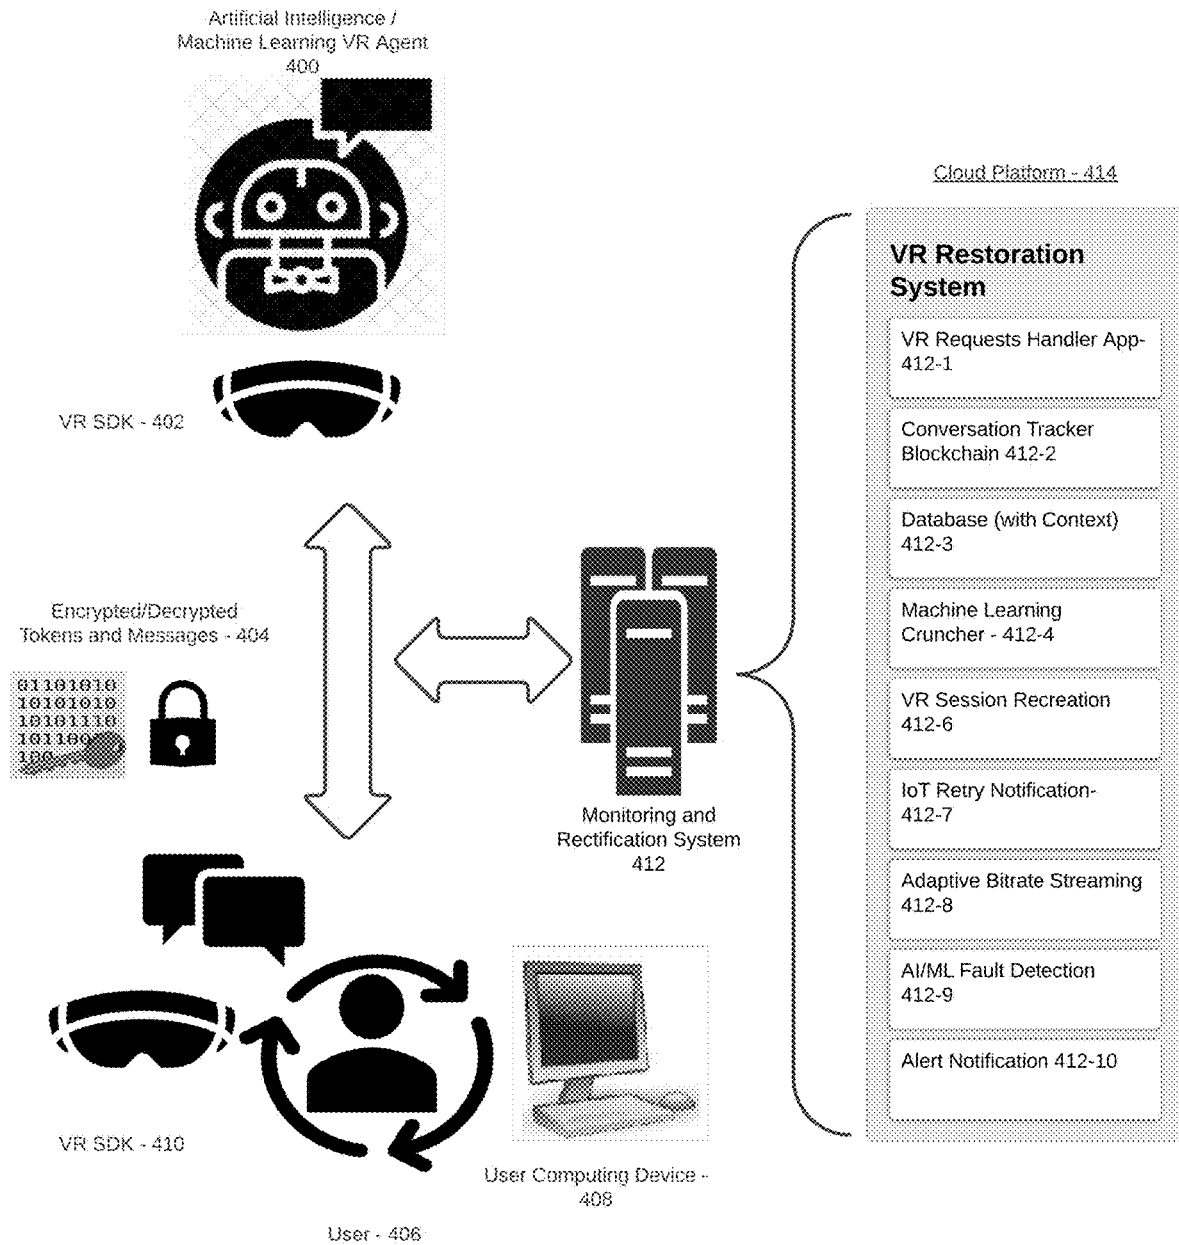 Artificial Intelligence /
Machine Learning VR Agent
400
VR SDK - 402
Encrypted/Decrypted
Tokens and Messages - 404
01101010
10101010
10101110
101100
100
Monitoring and
Rectification System
412
VR SDK - 410
User Computing Device -
408
User - 406
Cloud Platform - 414
VR Restoration
System
VR Requests Handler App-
412-1
Conversation Tracker
Blockchain 412-2
Database (with Context)
412-3
Machine Learning
Cruncher - 412-4
VR Session Recreation
412-6
IoT Retry Notification-
412-7
Adaptive Bitrate Streaming
412-8
AI/ML Fault Detection
412-9
Alert Notification 412-10